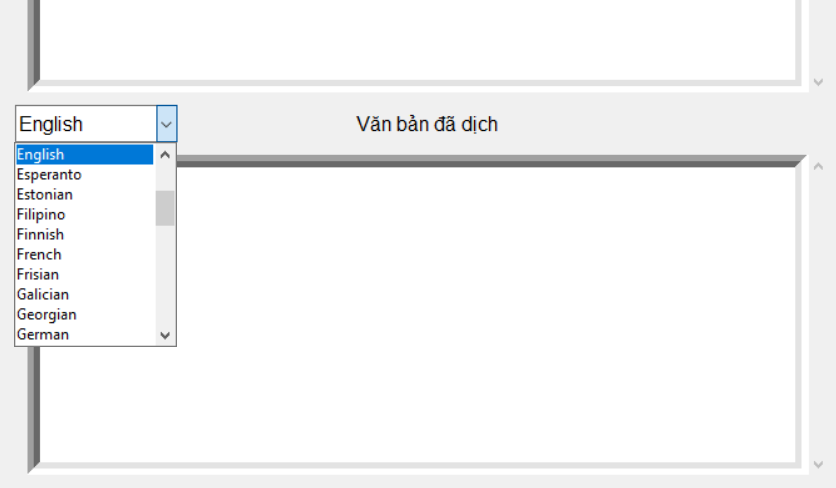 English
Văn bản đã dịch
English
Esperanto
Estonian
Filipino
Finnish
French
Frisian
Galician
Georgian
German